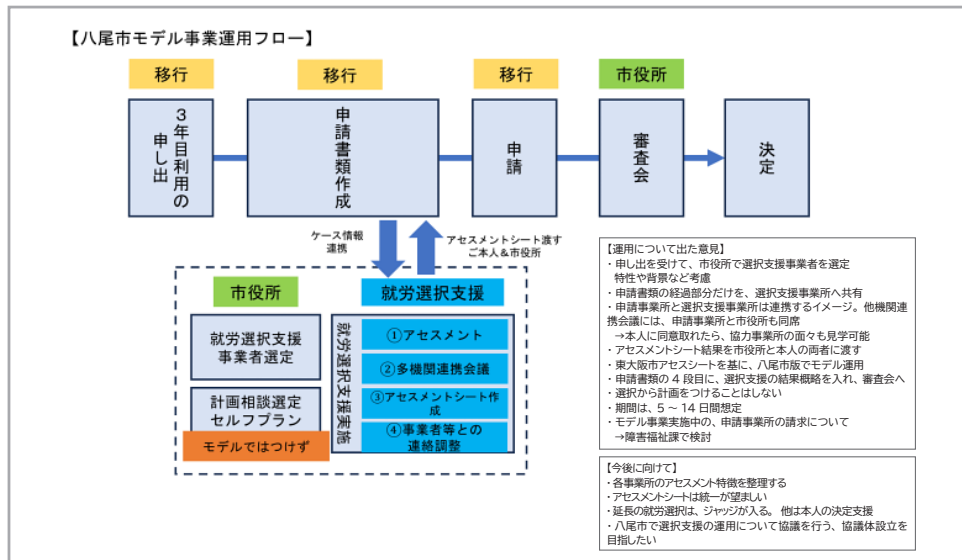 【八尾市モデル事業運用フロー】
移行
移行
移行
市役所
３年目利用の
申し出
申請書類作成
申請
審査会
決定
ケース情報
連携
アセスメントシート渡す
ご本人＆市役所
市役所
就労選択支援
就労選択支援
事業者選定
計画相談選定
セルフプラン
モデルではつけず
就労選択支援実施
①アセスメント
②多機関連携会議
③アセスメントシート作
成
④事業者等との
連絡調整
【運用について出た意見】
・申し出を受けて、市役所で選択支援事業者を選定
特性や背景など考慮
・申請書類の経過部分だけを、選択支援事業所へ共有
・申請事業所と選択支援事業所は連携するイメージ。他機関連
携会議には、申請事業所と市役所も同席
→本人に同意取れたら、協力事業所の面々も見学可能
・アセスメントシート結果を市役所と本人の両者に渡す
・東大阪市アセスシートを基に、八尾市版でモデル運用
・申請書類の４段目に、選択支援の結果概略を入れ、審査会へ
・選択から計画をつけることはしない
・期間は、５～14日間想定
・モデル事業実施中の、申請事業所の請求について
→障害福祉課で検討
【今後に向けて】
・各事業所のアセスメント特徴を整理する
・アセスメントシートは統一が望ましい
・延長の就労選択は、ジャッジが入る。他は本人の決定支援
・八尾市で選択支援の運用について協議を行う、協議体設立を
目指したい